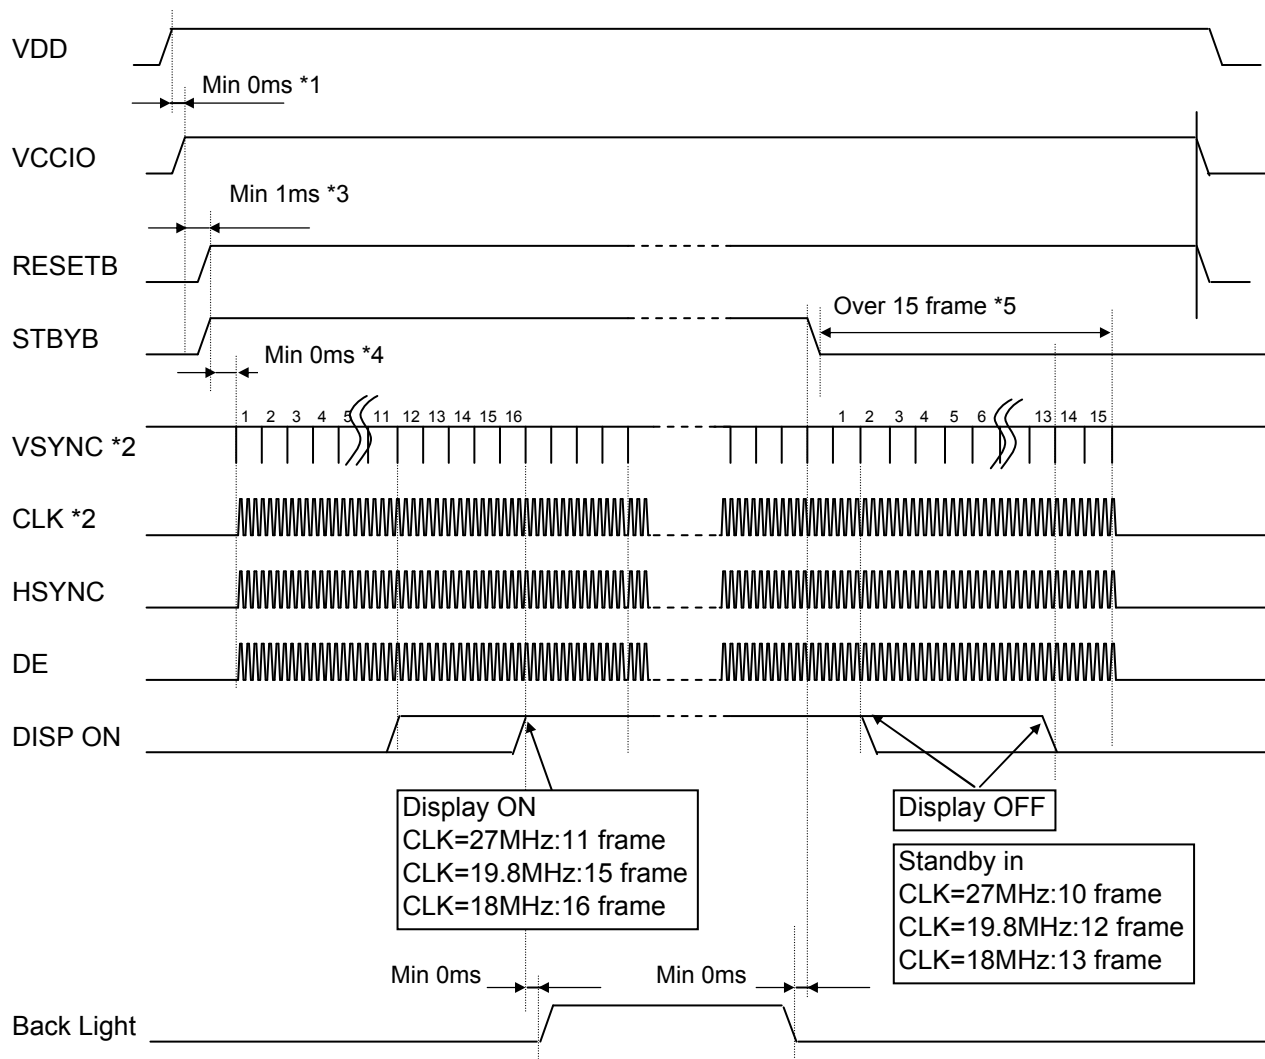 VDD
Min 0ms *1
VCCIO
Min 1ms *3
RESETB
Over 15 frame *5
STBYB
Min 0ms *4
1 2 3 4 5 11 12 13 14 15 16 1 2 3 4 5 6 13 14 15
VSYNC *2
CLK *2
HSYNC
DE
DISP ON
Display ON
CLK=27MHz:11 frame
CLK=19.8MHz:15 frame
CLK=18MHz:16 frame
Display OFF
Standby in
CLK=27MHz:10 frame
CLK=19.8MHz:12 frame
CLK=18MHz:13 frame
Min 0ms Min 0ms
Back Light